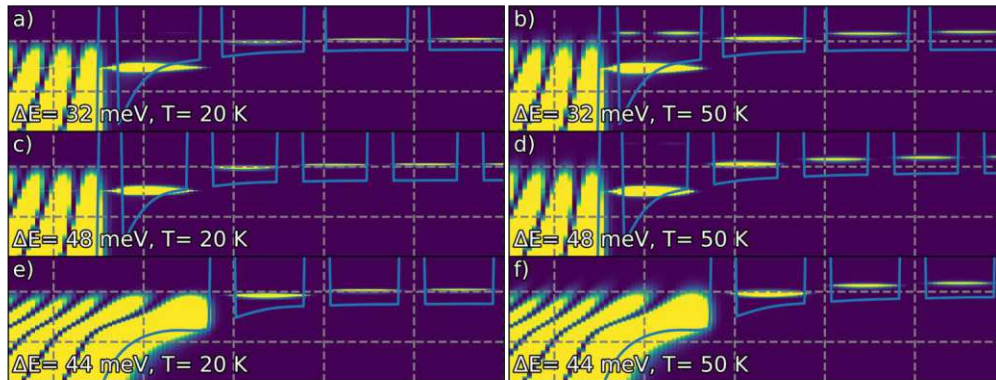 a)
ΔE= 32 meV, T= 20 K
b)
ΔE= 32 meV, T= 50 K
c)
ΔE= 48 meV, T= 20 K
d)
ΔE= 48 meV, T= 50 K
e)
ΔE= 44 meV, T= 20 K
f)
ΔE= 44 meV, T= 50 K